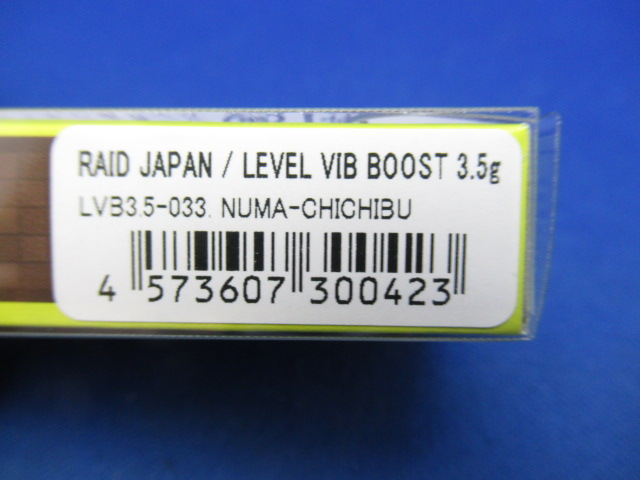 RAID JAPAN / LEVEL VIB BOOST 3.5g
LVB3.5-033. NUMA-CHICHIBU
4 573607 300423